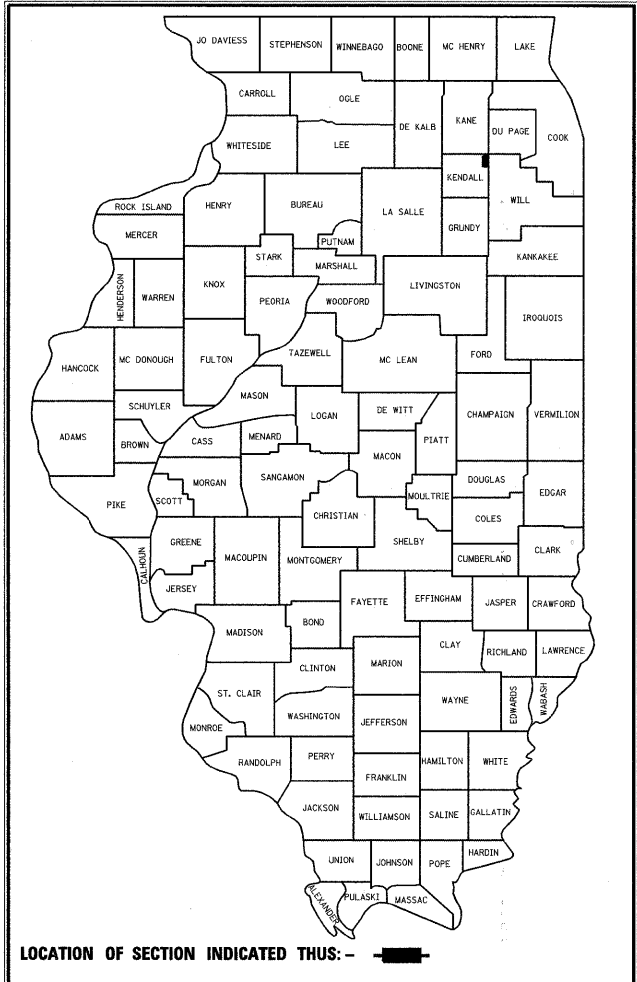 JO DAVIESS STEPHENSON WINNEBAGO BOONE MC HENRY LAKE
CARROLL OGLE DE KALB KANE DU PAGE COOK
WHITESIDE LEE
KENDALL WILL
ROCK ISLAND HENRY BUREAU LA SALLE GRUNDY
MERCER PUTNAM
STARK MARSHALL KANKAKEE
HENDERSON WARREN KNOX PEORIA WOODFORD LIVINGSTON IROQUOIS
HANCOCK MC DONOUGH FULTON TAZEWELL MC LEAN FORD
MASON
SCHUYLER LOGAN DE WITT CHAMPAIGN VERMILION
ADAMS BROWN CASS MENARD PIATT
MACON
PIKE SCOTT MORGAN SANGAMON MOULTRIE DOUGLAS EDGAR
CHRISTIAN COLES
GREENE MACOUPIN SHELBY
CALHOUN MONTGOMERY CUMBERLAND CLARK
JERSEY FAYETTE EFFINGHAM JASPER CRAWFORD
MADISON BOND
CLAY RICHLAND LAWRENCE
CLINTON MARION
ST. CLAIR WAYNE EDWARDS WABASH
MONROE WASHINGTON JEFFERSON
RANDOLPH PERRY HAMILTON WHITE
FRANKLIN
JACKSON WILLIAMSON SALINE GALLATIN
UNION JOHNSON POPE HARDIN
ALEXANDER PULASKI MASSAC
LOCATION OF SECTION INDICATED THUS: –